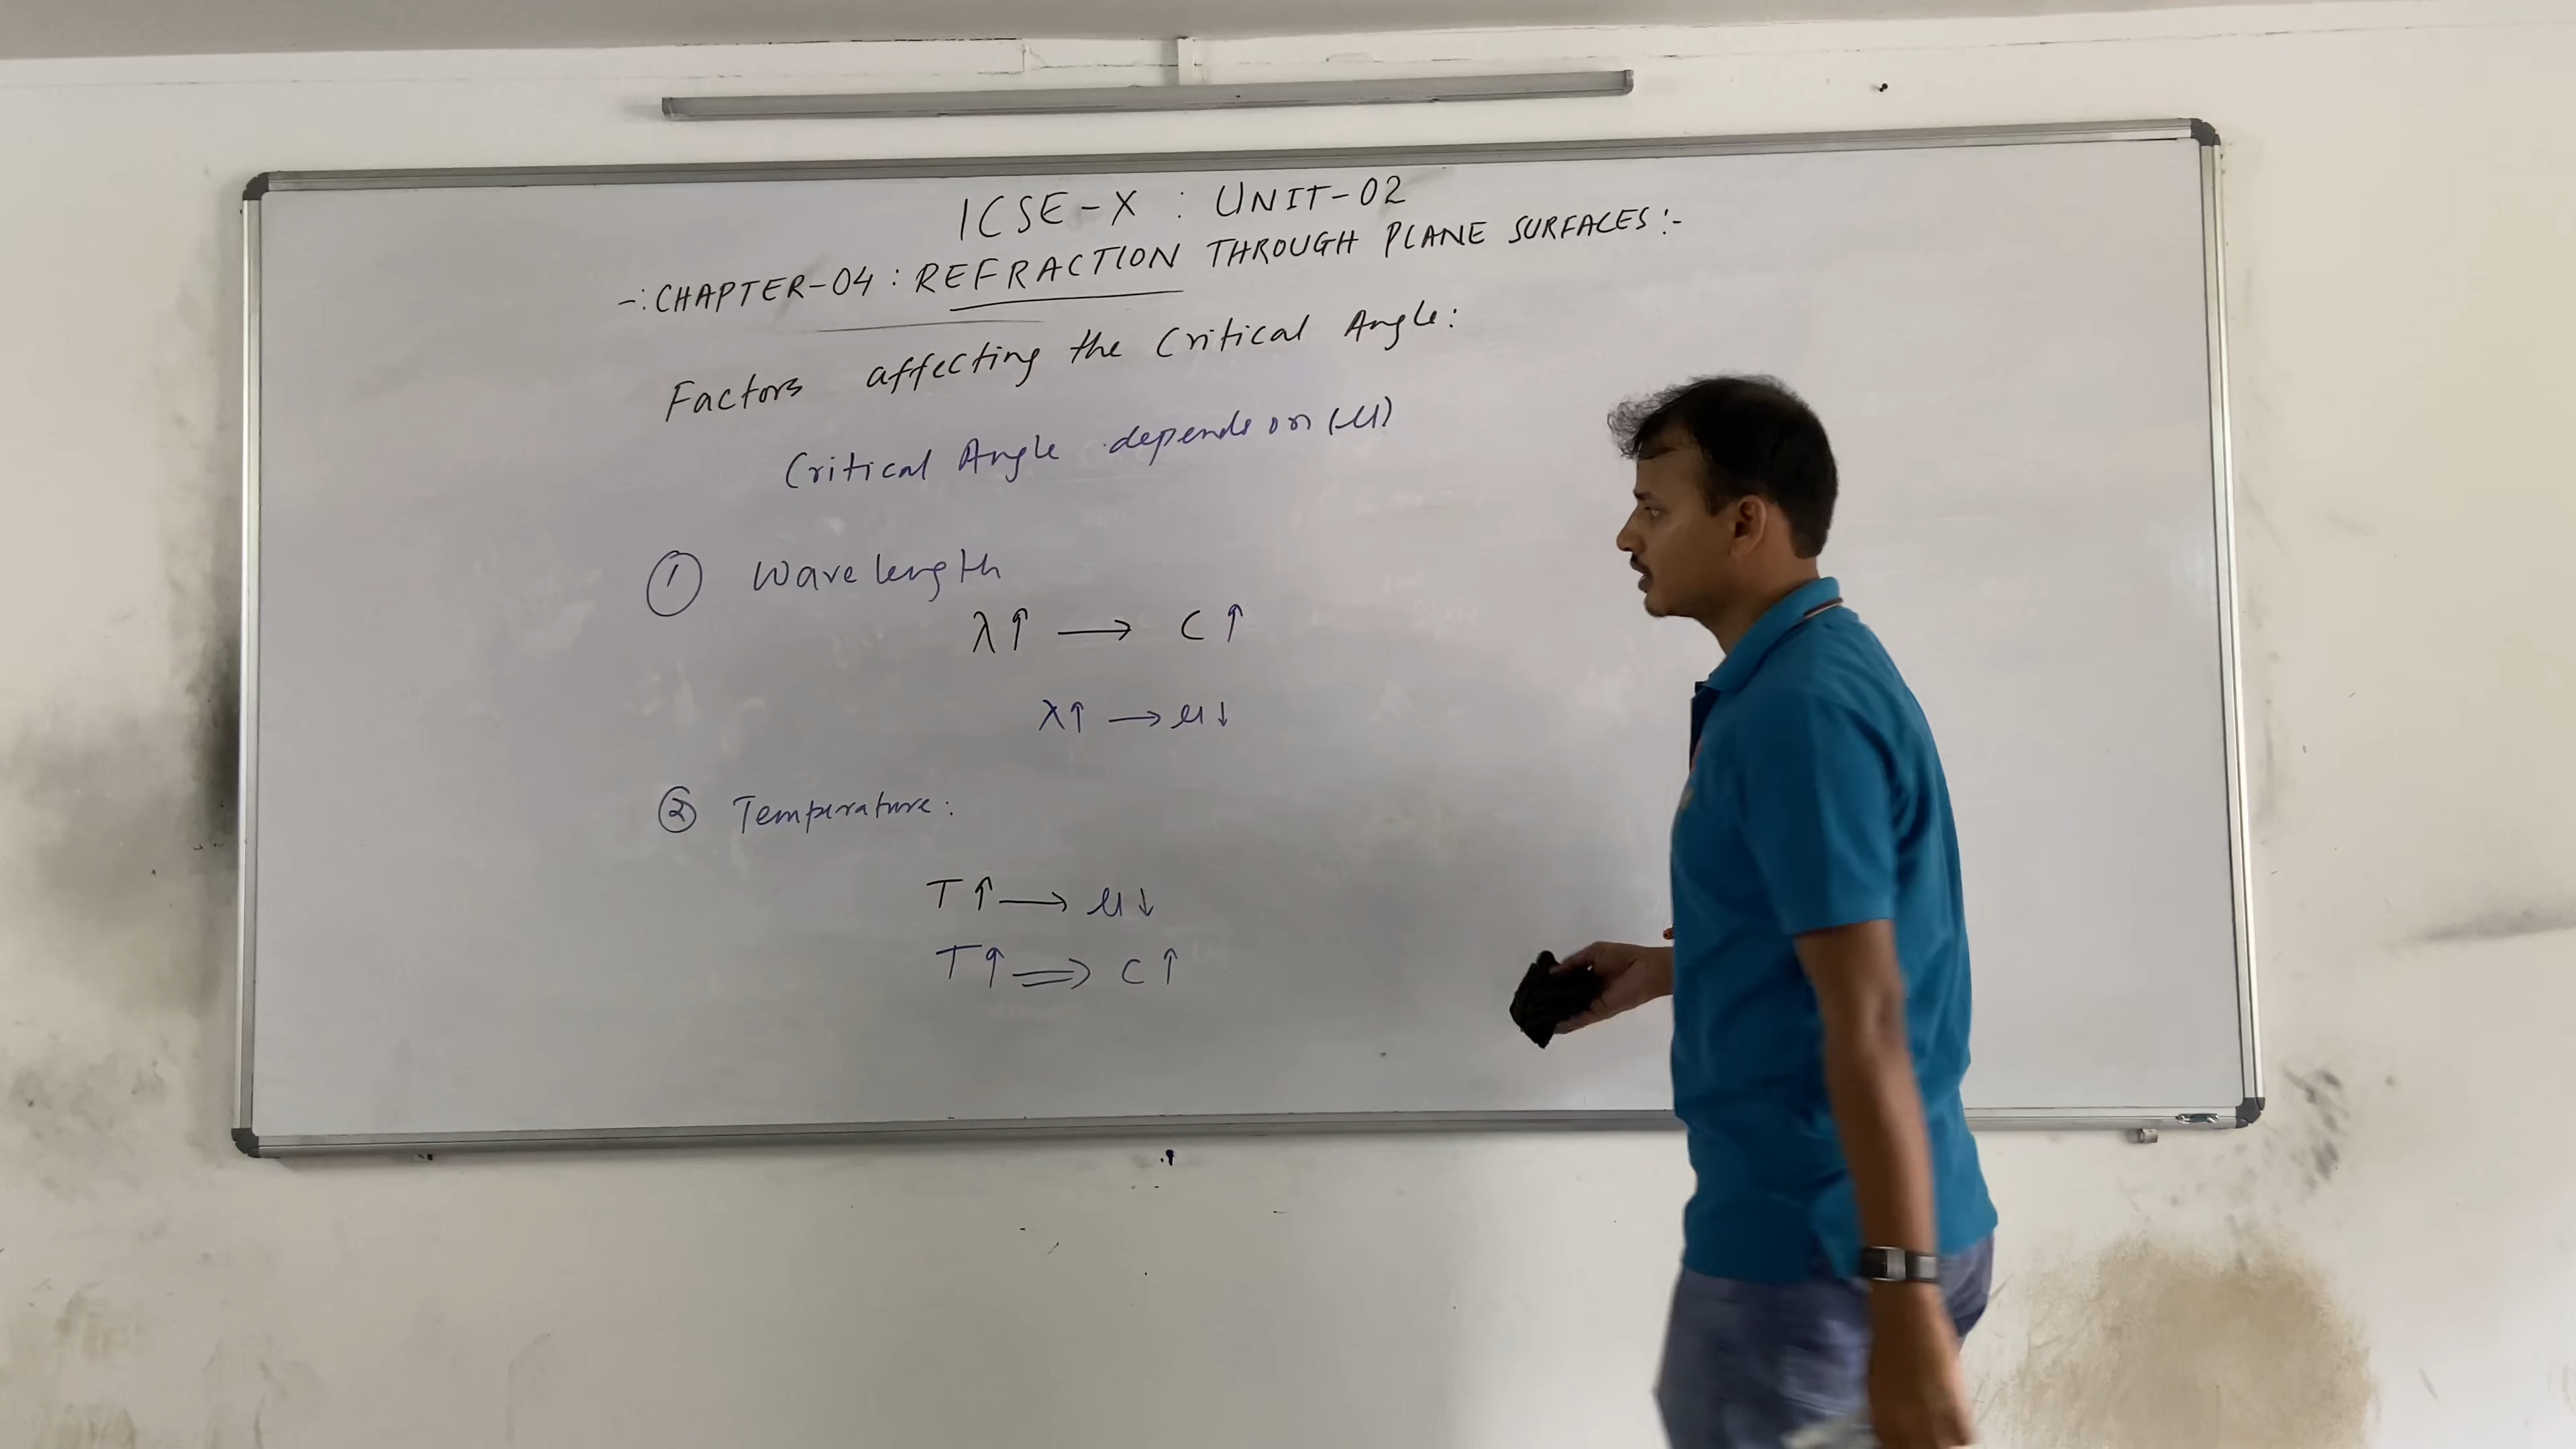 ICSE-X : UNIT-02
-:CHAPTER-04 : REFRACTION THROUGH PLANE SURFACES:-
Factors affecting the Critical Angle:
Critical Angle depends on (μ)
① Wavelength
λ↑ ⟶ C↑
λ↑ ⟶ μ↓
② Temperature:
T↑ ⟶ μ↓
T↑ ⟹ C↑